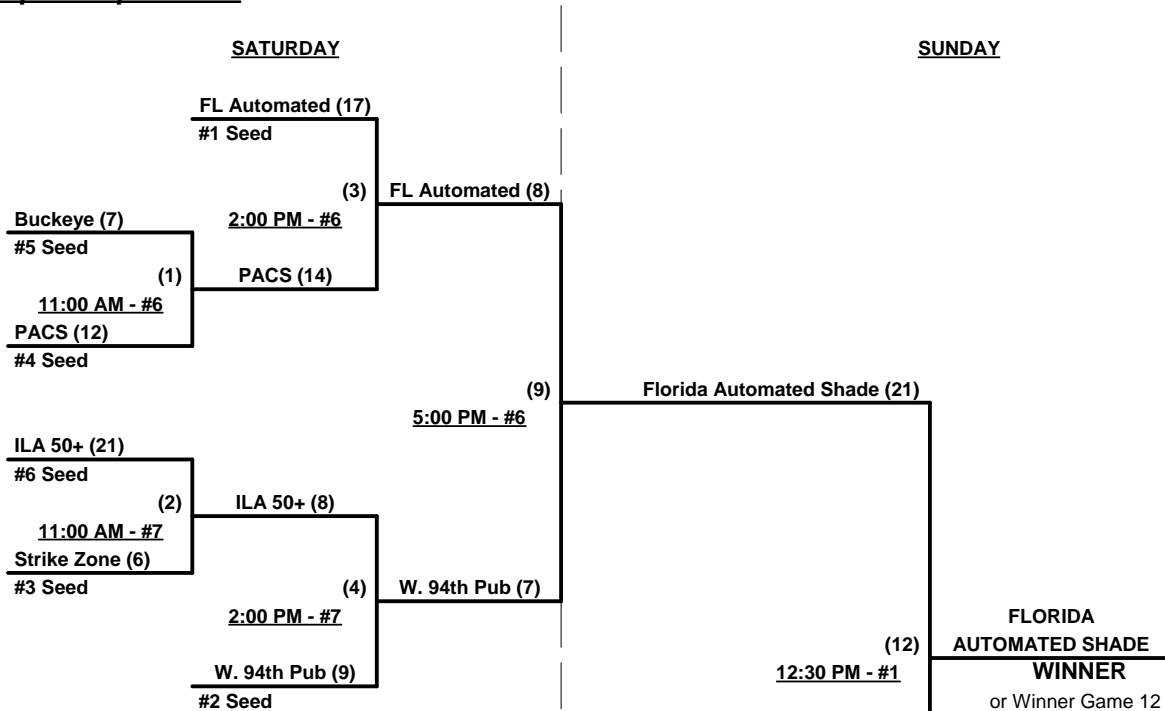 SATURDAY
SUNDAY
FL Automated (17)
#1 Seed
(3)
FL Automated (8)
2:00 PM - #6
Buckeye (7)
#5 Seed
(1)
PACS (14)
11:00 AM - #6
PACS (12)
#4 Seed
(9)
Florida Automated Shade (21)
5:00 PM - #6
ILA 50+ (21)
#6 Seed
(2)
ILA 50+ (8)
11:00 AM - #7
Strike Zone (6)
#3 Seed
(4)
W. 94th Pub (7)
2:00 PM - #7
W. 94th Pub (9)
#2 Seed
(12)
12:30 PM - #1
FLORIDA
AUTOMATED SHADE
WINNER
or Winner Game 12